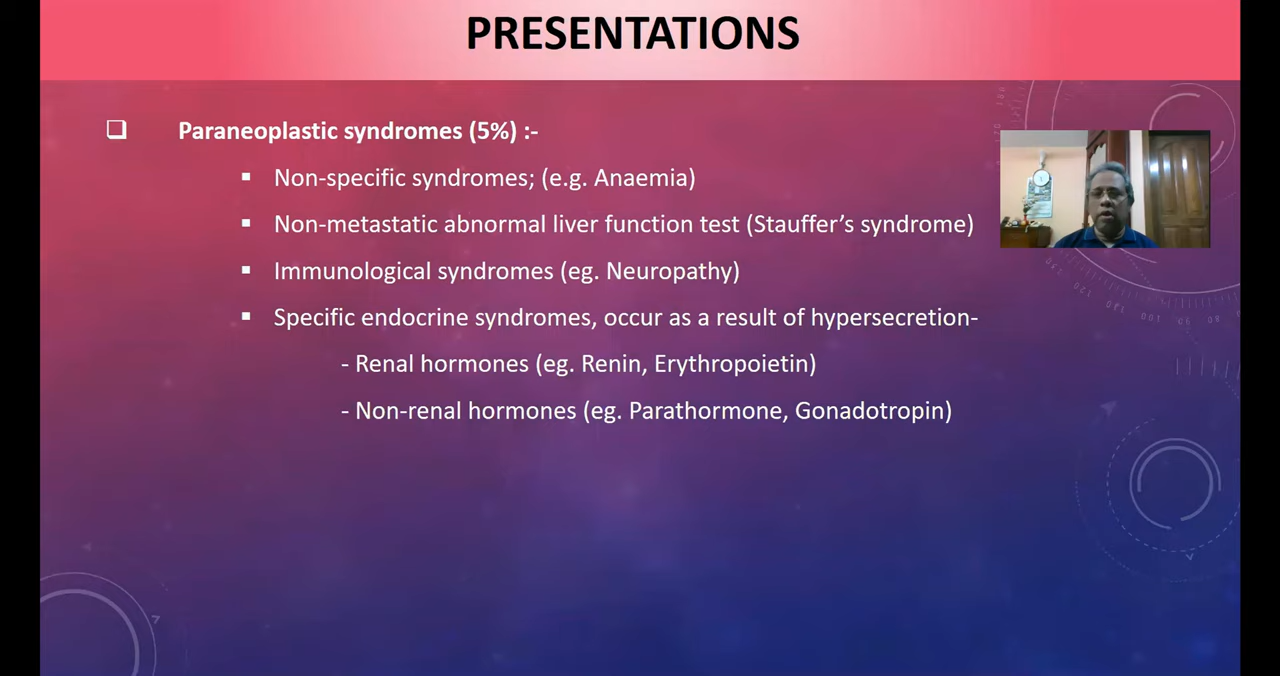 PRESENTATIONS
❑ Paraneoplastic syndromes (5%) :-
▪ Non-specific syndromes; (e.g. Anaemia)
▪ Non-metastatic abnormal liver function test (Stauffer’s syndrome)
▪ Immunological syndromes (eg. Neuropathy)
▪ Specific endocrine syndromes, occur as a result of hypersecretion-
- Renal hormones (eg. Renin, Erythropoietin)
- Non-renal hormones (eg. Parathormone, Gonadotropin)